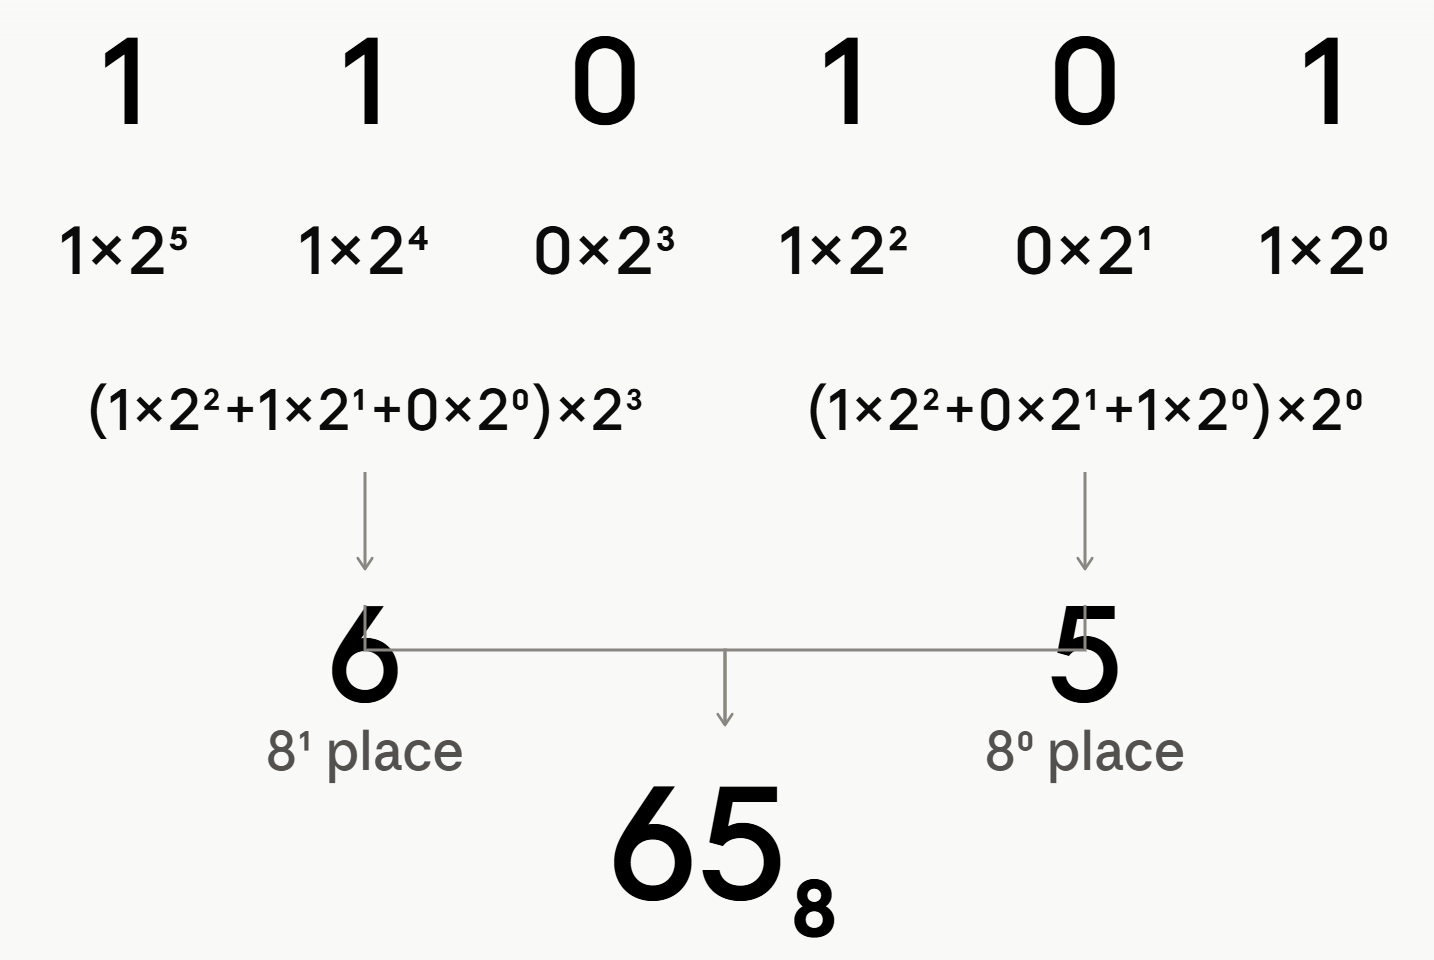 1 1 0 1 0 1
1×2⁵ 1×2⁴ 0×2³ 1×2² 0×2¹ 1×2⁰
(1×2²+1×2¹+0×2⁰)×2³ (1×2²+0×2¹+1×2⁰)×2⁰
6 5
8¹ place 8⁰ place
65₈